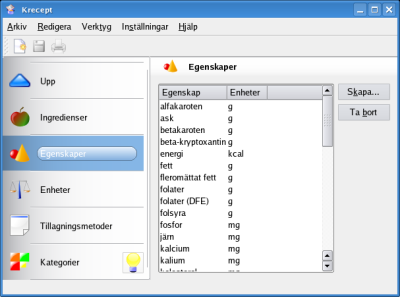 Krecept
Arkiv Redigera Verktyg Inställningar Hjälp
Upp
Ingredienser
Egenskaper
Enheter
Tillagningsmetoder
Kategorier
Egenskaper
Egenskap Enheter
alfakaroten g
ask g
betakaroten g
beta-kryptoxantin g
energi kcal
fett g
fleromättat fett g
folater g
folater (DFE) g
folsyra g
fosfor mg
järn mg
kalcium mg
kalium mg
kolesterol mg
Skapa...
Ta bort